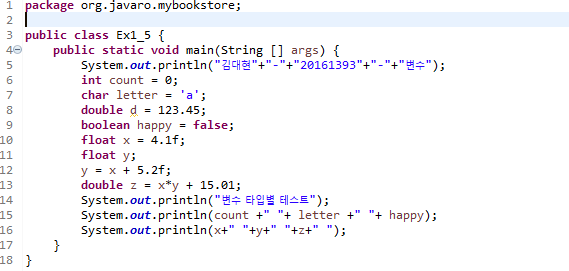 1 package org.javaro.mybookstore;
2
3 public class Ex1_5 {
4 public static void main(String [] args) {
5 System.out.println("김대현"+"-"+"20161393"+"-"+"변수");
6 int count = 0;
7 char letter = 'a';
8 double d = 123.45;
9 boolean happy = false;
10 float x = 4.1f;
11 float y;
12 y = x + 5.2f;
13 double z = x*y + 15.01;
14 System.out.println("변수 타입별 테스트");
15 System.out.println(count +" "+ letter +" "+ happy);
16 System.out.println(x+" "+y+" "+z+" ");
17 }
18 }